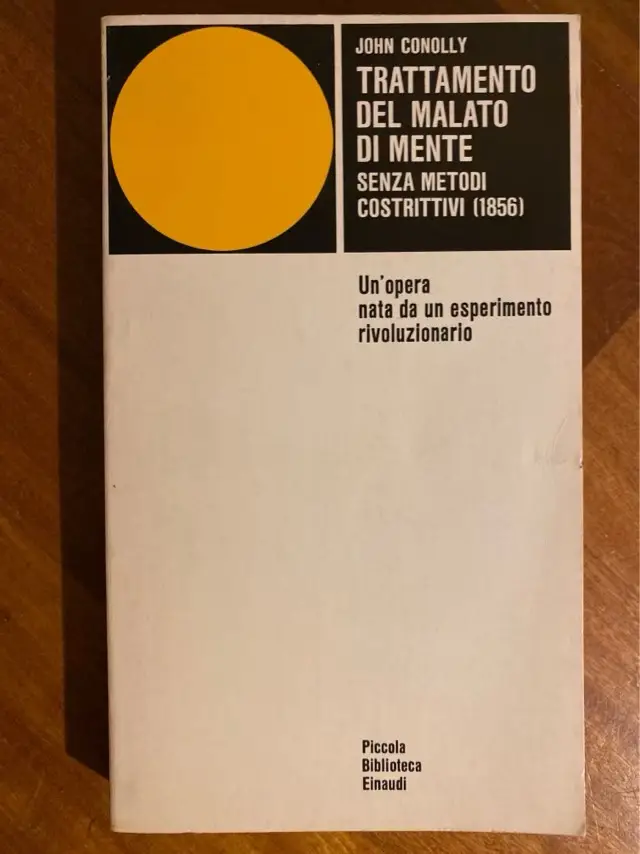 JOHN CONOLLY
TRATTAMENTO
DEL MALATO
DI MENTE
SENZA METODI
COSTRITTIVI (1856)
Un'opera
nata da un esperimento
rivoluzionario
Piccola
Biblioteca
Einaudi